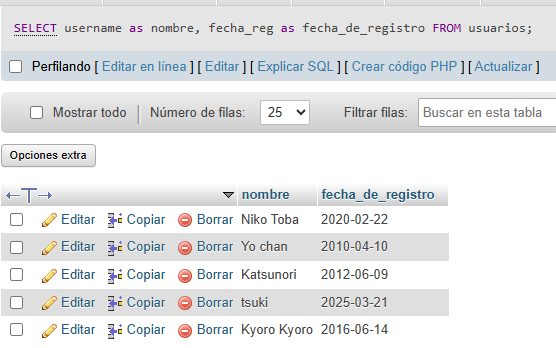 SELECT username as nombre, fecha_reg as fecha_de_registro FROM usuarios;
Perfilando [ Editar en línea ] [ Editar ] [ Explicar SQL ] [ Crear código PHP ] [ Actualizar ]
Mostrar todo Número de filas: 25 Filtrar filas: Buscar en esta tabla
Opciones extra
nombre fecha_de_registro
Editar Copiar Borrar Niko Toba 2020-02-22
Editar Copiar Borrar Yo chan 2010-04-10
Editar Copiar Borrar Katsunori 2012-06-09
Editar Copiar Borrar tsuki 2025-03-21
Editar Copiar Borrar Kyoro Kyoro 2016-06-14